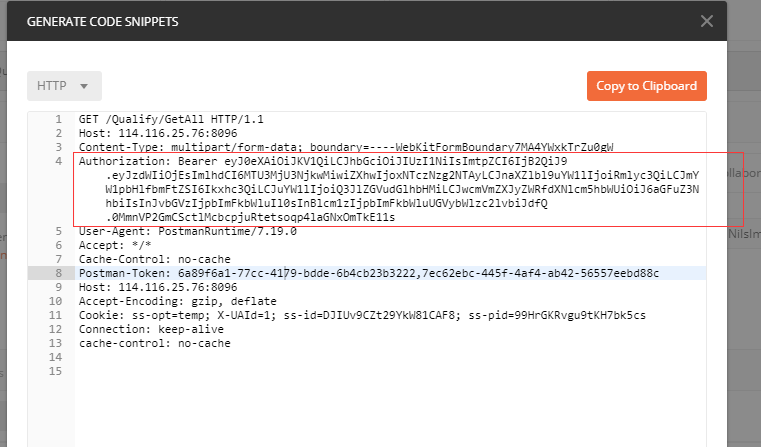 GENERATE CODE SNIPPETS
HTTP
Copy to Clipboard
1 GET /Qualify/GetAll HTTP/1.1
2 Host: 114.116.25.76:8096
3 Content-Type: multipart/form-data; boundary=----WebKitFormBoundary7MA4YWxkTrZu0gW
4 Authorization: Bearer eyJ0eXAiOiJKV1QiLCJhbGciOiJIUzI1NiIsImtpZCI6IjB2QiJ9
.eyJzdWIiOjEsImlhdCI6MTU3MjU3NjkwMiwiZXhwIjoxNTczNzg2NTAyLCJnaXZlbl9uYW1lIjoiRmlyc3QiLCJmY
W1pbHlfbmFtZSI6Ikxhc3QiLCJuYW1lIjoiQ3JlZGVudGlhbHMiLCJwcmVmZXJyZWRfdXNlcm5hbWUiOiJ6aGFuZ3N
hbiIsInJvbGVzIjpbImFkbWluIl0sInBlcm1zIjpbImFkbWluUGVybWlzc2lvbiJdfQ
.0MmnVP2GmCSctlMcbcpjuRtetsoqp4laGNxOmTkE11s
5 User-Agent: PostmanRuntime/7.19.0
6 Accept: */*
7 Cache-Control: no-cache
8 Postman-Token: 6a89f6a1-77cc-4179-bdde-6b4cb23b3222,7ec62ebc-445f-4af4-ab42-56557eebd88c
9 Host: 114.116.25.76:8096
10 Accept-Encoding: gzip, deflate
11 Cookie: ss-opt=temp; X-UAId=1; ss-id=DJIUv9CZt29YkW81CAF8; ss-pid=99HrGKRvgu9tKH7bk5cs
12 Connection: keep-alive
13 cache-control: no-cache
14
15